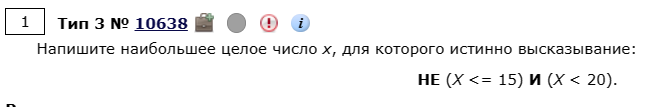 1
Тип 3 № 10638
Напишите наибольшее целое число x, для которого истинно высказывание:
НЕ (X <= 15) И (X < 20).